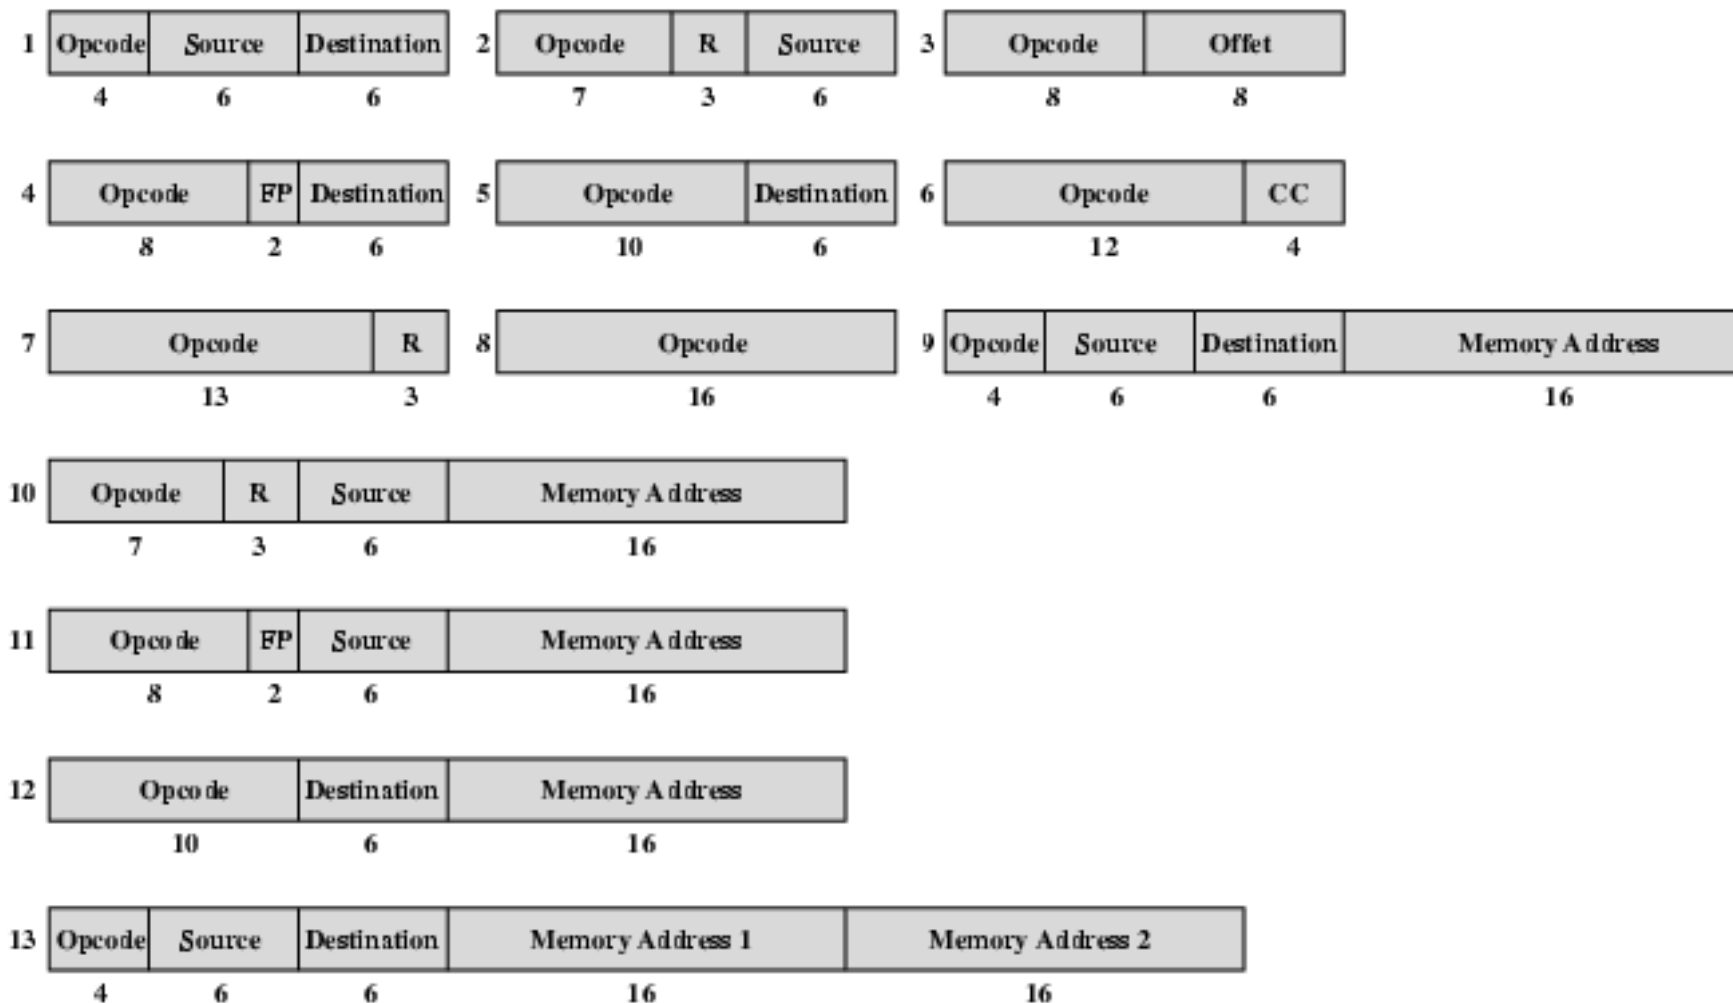 1 Opcode Source Destination 2 Opcode R Source 3 Opcode Offet
4 6 6 7 3 6 8 8
4 Opcode FP Destination 5 Opcode Destination 6 Opcode CC
8 2 6 10 6 12 4
7 Opcode R 8 Opcode 9 Opcode Source Destination Memory Address
13 3 16 4 6 6 16
10 Opcode R Source Memory Address
7 3 6 16
11 Opcode FP Source Memory Address
8 2 6 16
12 Opcode Destination Memory Address
10 6 16
13 Opcode Source Destination Memory Address 1 Memory Address 2
4 6 6 16 16